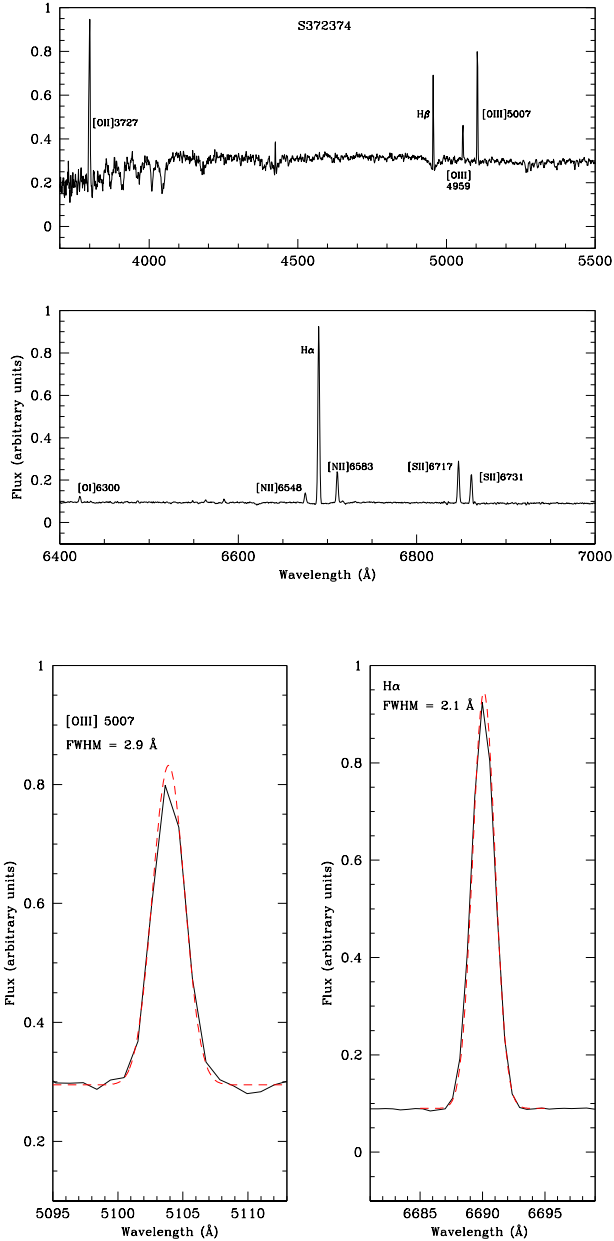 S372374
1
0.8
0.6
0.4
0.2
0
[OII]3727
Hβ
[OIII]5007
[OIII]
4959
4000
4500
5000
5500
Flux (arbitrary units)
1
0.8
0.6
0.4
0.2
0
Hα
[OI]6300
[NII]6548
[NII]6583
[SII]6717
[SII]6731
6400
6600
6800
7000
Wavelength (Å)
Flux (arbitrary units)
1
0.8
0.6
0.4
0.2
[OIII] 5007
FWHM = 2.9 Å
5095
5100
5105
5110
Wavelength (Å)
Flux (arbitrary units)
1
0.8
0.6
0.4
0.2
0
Hα
FWHM = 2.1 Å
6685
6690
6695
Wavelength (Å)